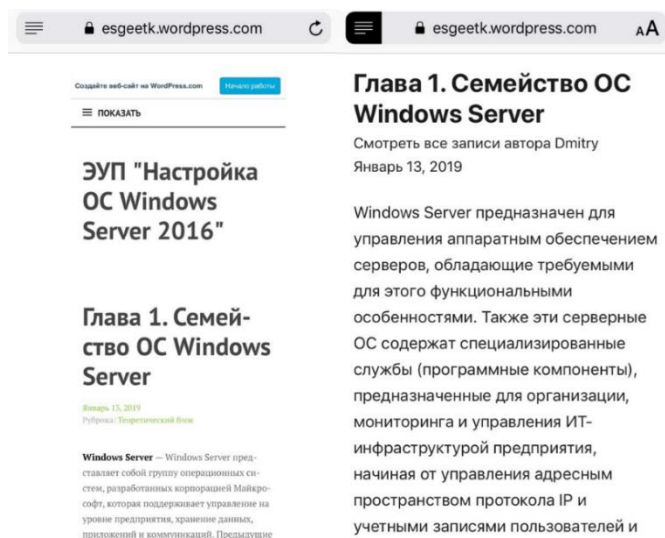 esgeetk.wordpress.com
Создайте веб-сайт на WordPress.com
Начало работы
ПОКАЗАТЬ
ЭУП "Настройка
ОС Windows
Server 2016"
Глава 1. Семей-
ство ОС Windows
Server
Январь 13, 2019
Рубрика: Теоретический блок
Windows Server — Windows Server пред-
ставляет собой группу операционных си-
стем, разработанных корпорацией Майкро-
софт, которая поддерживает управление на
уровне предприятия, хранение данных,
приложений и коммуникаций. Предыдущие
esgeetk.wordpress.com
AA
Глава 1. Семейство ОС
Windows Server
Смотреть все записи автора Dmitry
Январь 13, 2019
Windows Server предназначен для
управления аппаратным обеспечением
серверов, обладающие требуемыми
для этого функциональными
особенностями. Также эти серверные
ОС содержат специализированные
службы (программные компоненты),
предназначенные для организации,
мониторинга и управления ИТ-
инфраструктурой предприятия,
начиная от управления адресным
пространством протокола IP и
учетными записями пользователей и